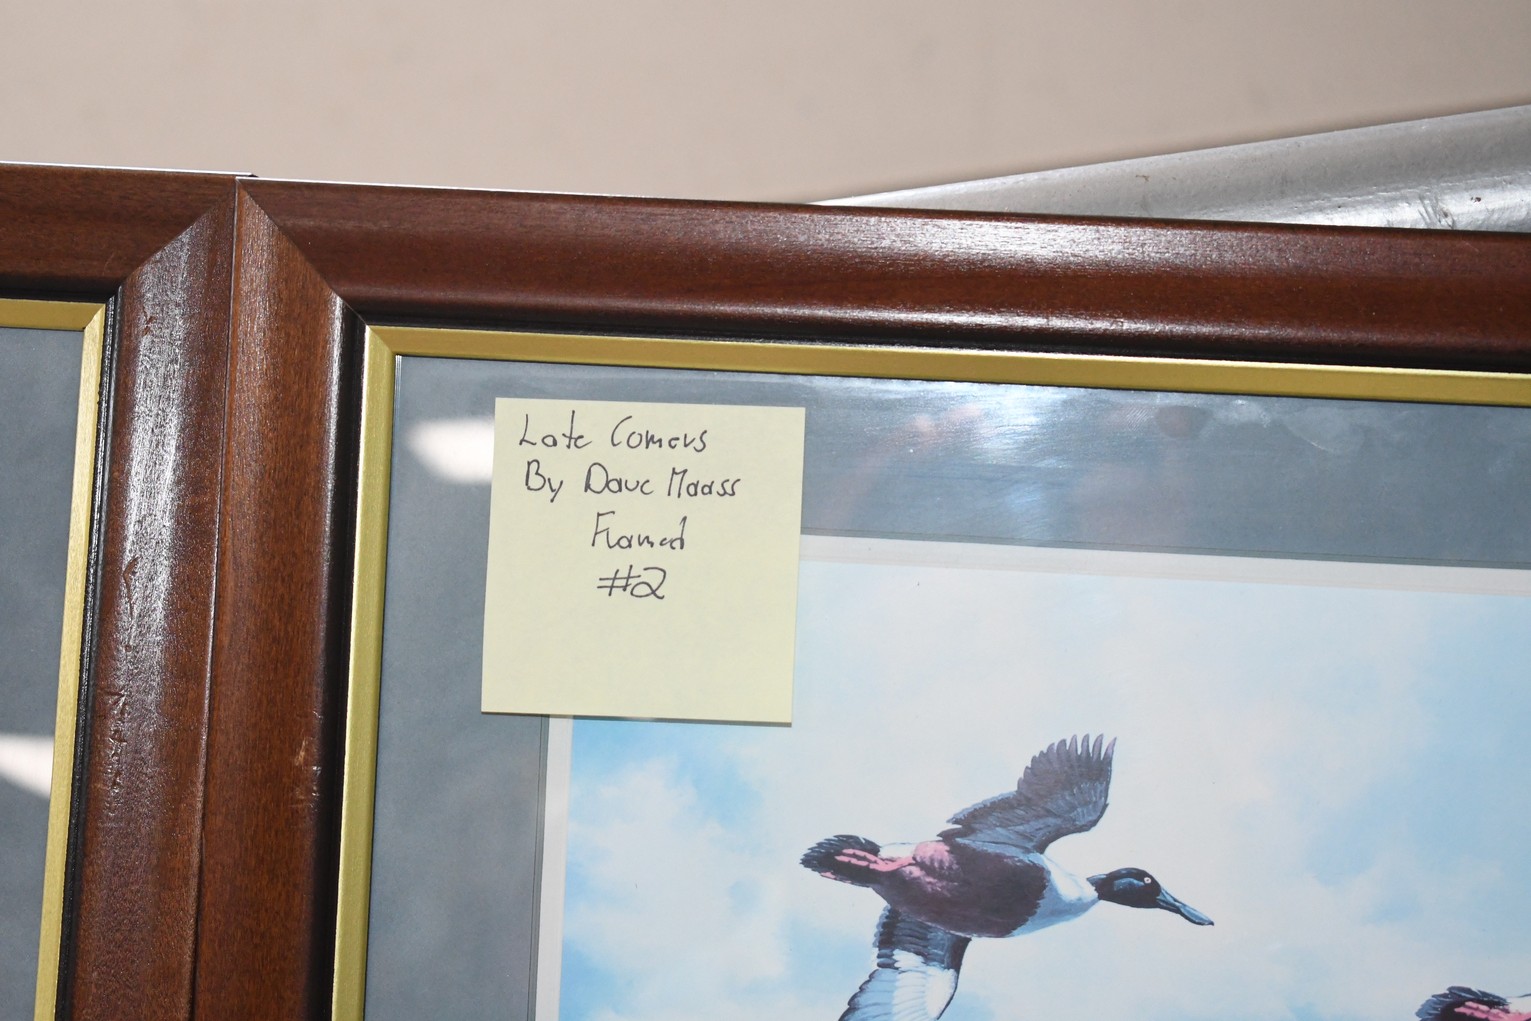 Late Comers
By Dave Maass
Framed
#2